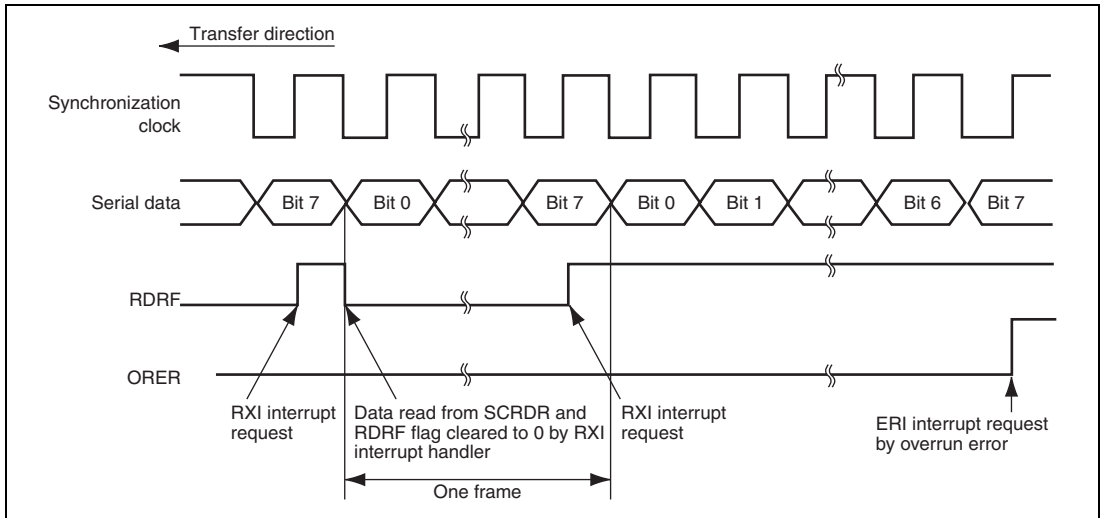 Transfer direction
Synchronization
clock
Serial data
Bit 7
Bit 0
Bit 7
Bit 0
Bit 1
Bit 6
Bit 7
RDRF
ORER
RXI interrupt
request
Data read from SCRDR and
RDRF flag cleared to 0 by RXI
interrupt handler
RXI interrupt
request
ERI interrupt request
by overrun error
One frame